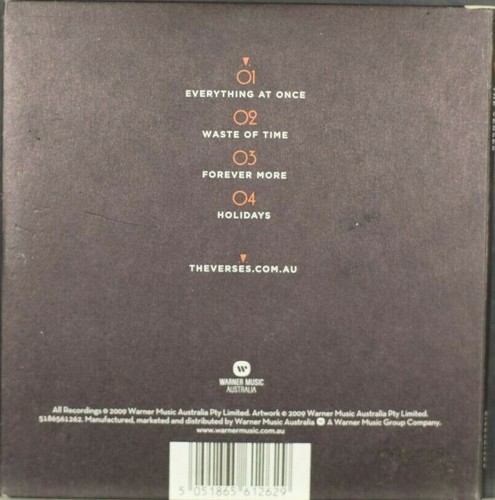 01
EVERYTHING AT ONCE
02
WASTE OF TIME
03
FOREVER MORE
04
HOLIDAYS
THEVERSES.COM.AU
WARNER MUSIC
AUSTRALIA
All Recordings ℗ 2009 Warner Music Australia Pty Limited. Artwork © 2009 Warner Music Australia Pty Limited.
5186561262. Manufactured, marketed and distributed by Warner Music Australia A Warner Music Group Company.
www.warnermusic.com.au
5 051865 612629